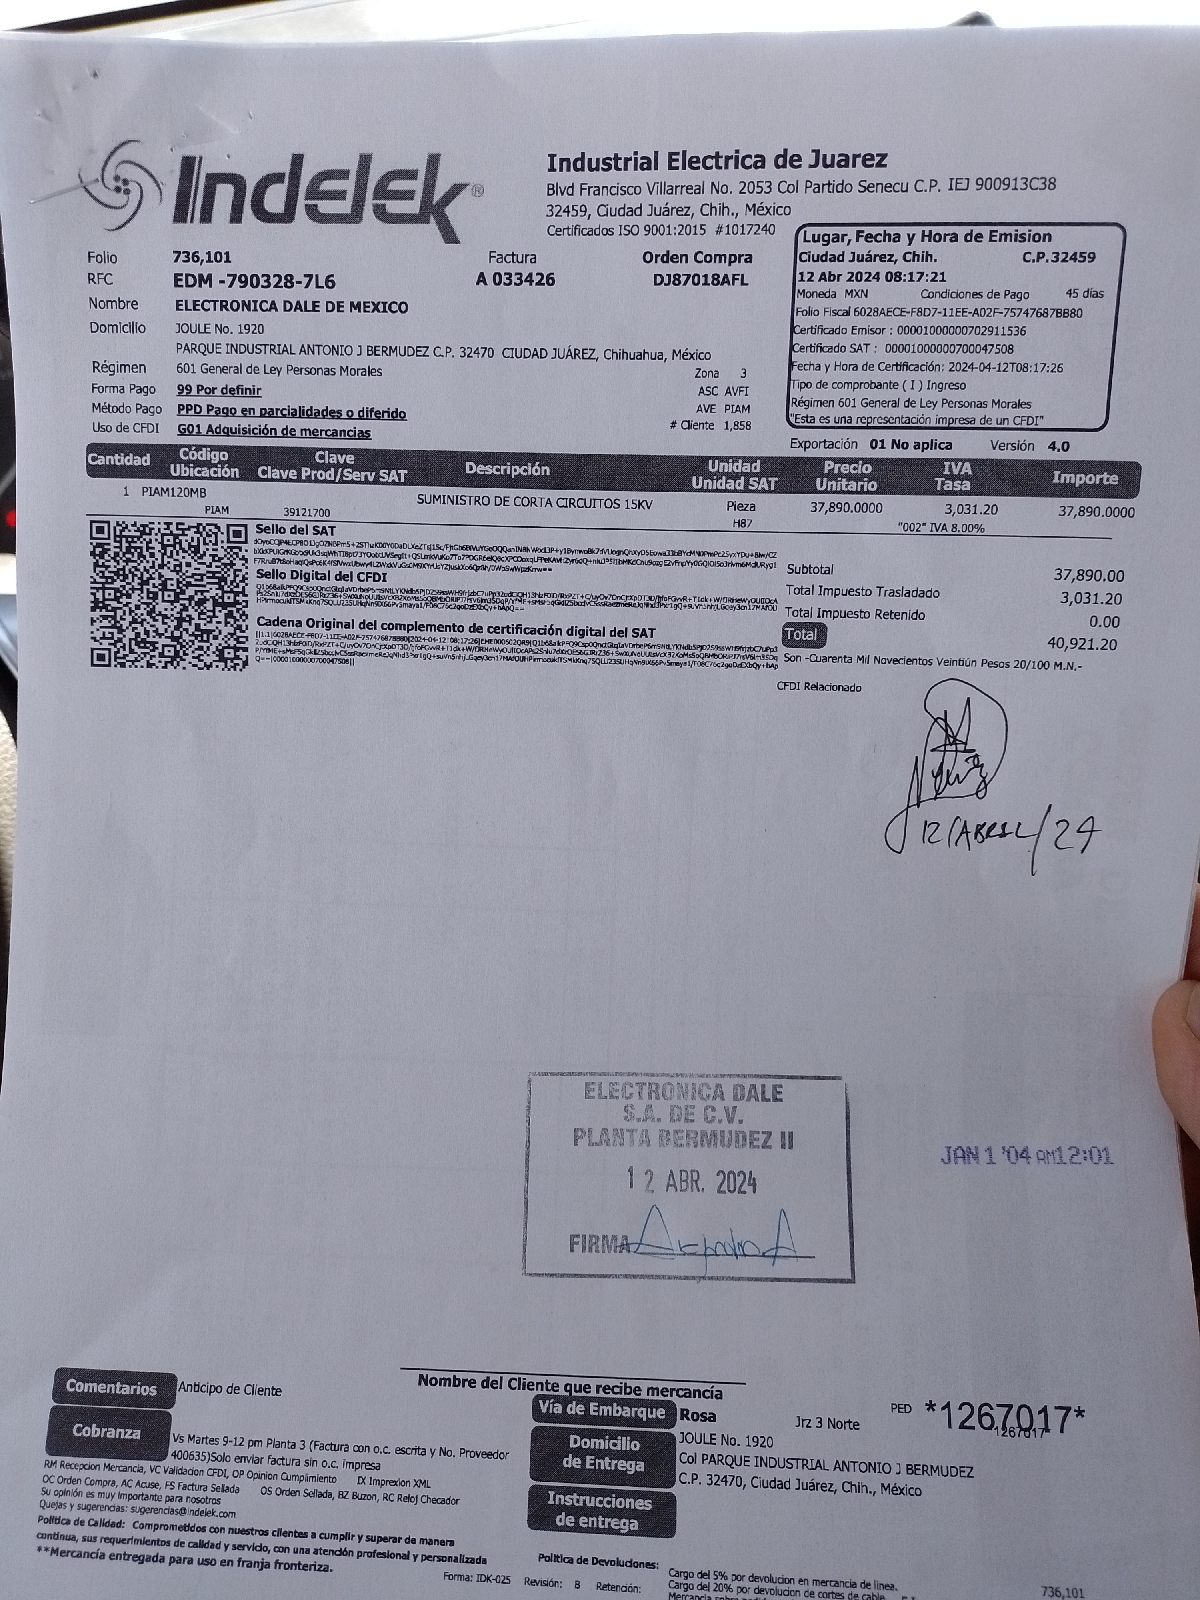 Indelek®
Industrial Electrica de Juarez
Blvd Francisco Villarreal No. 2053 Col Partido Senecu C.P. IEJ 900913C38
32459, Ciudad Juárez, Chih., México
Certificados ISO 9001:2015 #1017240
Folio 736,101 Factura Orden Compra
RFC EDM -790328-7L6 A 033426 DJ87018AFL
Nombre ELECTRONICA DALE DE MEXICO
Domicilio JOULE No. 1920
PARQUE INDUSTRIAL ANTONIO J BERMUDEZ C.P. 32470 CIUDAD JUÁREZ, Chihuahua, México
Régimen 601 General de Ley Personas Morales
Zona 3
Forma Pago 99 Por definir
ASC AVFI
Método Pago PPD Pago en parcialidades o diferido
AVE PIAM
Uso de CFDI G01 Adquisición de mercancias
# Cliente 1,858
Lugar, Fecha y Hora de Emision
Ciudad Juárez, Chih. C.P.32459
12 Abr 2024 08:17:21
Moneda MXN Condiciones de Pago 45 dias
Folio Fiscal 6028AECE-F8D7-11EE-A02F-75747687BB80
Certificado Emisor : 00001000000702911536
Certificado SAT : 00001000000700047508
Fecha y Hora de Certificación: 2024-04-12T08:17:26
Tipo de comprobante ( I ) Ingreso
Régimen 601 General de Ley Personas Morales
"Esta es una representación impresa de un CFDI"
Exportación 01 No aplica Versión 4.0
Cantidad Código Ubicación Clave Clave Prod/Serv SAT Descripción Unidad Unidad SAT Precio Unitario IVA Tasa Importe
1 PIAM120MB SUMINISTRO DE CORTA CIRCUITOS 15KV Pieza 37,890.0000 3,031.20 37,890.0000
PIAM 39121700 H87 "002" IVA 8.00%
Sello del SAT
Sello Digital del CFDI
Cadena Original del complemento de certificación digital del SAT
Subtotal 37,890.00
Total Impuesto Trasladado 3,031.20
Total Impuesto Retenido 0.00
Total 40,921.20
Son -Cuarenta Mil Novecientos Veintiún Pesos 20/100 M.N.-
CFDI Relacionado
12/ABRIL/24
ELECTRONICA DALE
S.A. DE C.V.
PLANTA BERMUDEZ II
12 ABR. 2024
FIRMA
JAN 1 '04 AM12:01
Nombre del Cliente que recibe mercancía
Comentarios Anticipo de Cliente
Cobranza Vs Martes 9-12 pm Planta 3 (Factura con o.c. escrita y No. Proveedor
400635)Solo enviar factura sin o.c. impresa
RM Recepcion Mercancia, VC Validacion CFDI, OP Opinion Cumplimiento IX Impresion XML
OC Orden Compra, AC Acuse, FS Factura Sellada OS Orden Sellada, BZ Buzon, RC Reloj Checador
Su opinión es muy importante para nosotros
Quejas y sugerencias: sugerencias@indelek.com
Politica de Calidad: Comprometidos con nuestros clientes a cumplir y superar de manera
continua, sus requerimientos de calidad y servicio, con una atención profesional y personalizada
**Mercancía entregada para uso en franja fronteriza.
Vía de Embarque Rosa Jrz 3 Norte PED *1267017*
1267017
Domicilio de Entrega JOULE No. 1920
Col PARQUE INDUSTRIAL ANTONIO J BERMUDEZ
C.P. 32470, Ciudad Juárez, Chih., México
Instrucciones de entrega
Politica de Devoluciones:
Cargo del 5% por devolucion en mercancia de linea.
Cargo del 20% por devolucion de cortes de cable.
Forma: IDK-025 Revisión: B Retención:
736,101